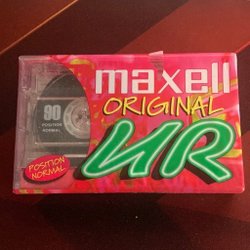 maxell
ORIGINAL
UR
90
POSITION
NORMAL
POSITION
NORMAL